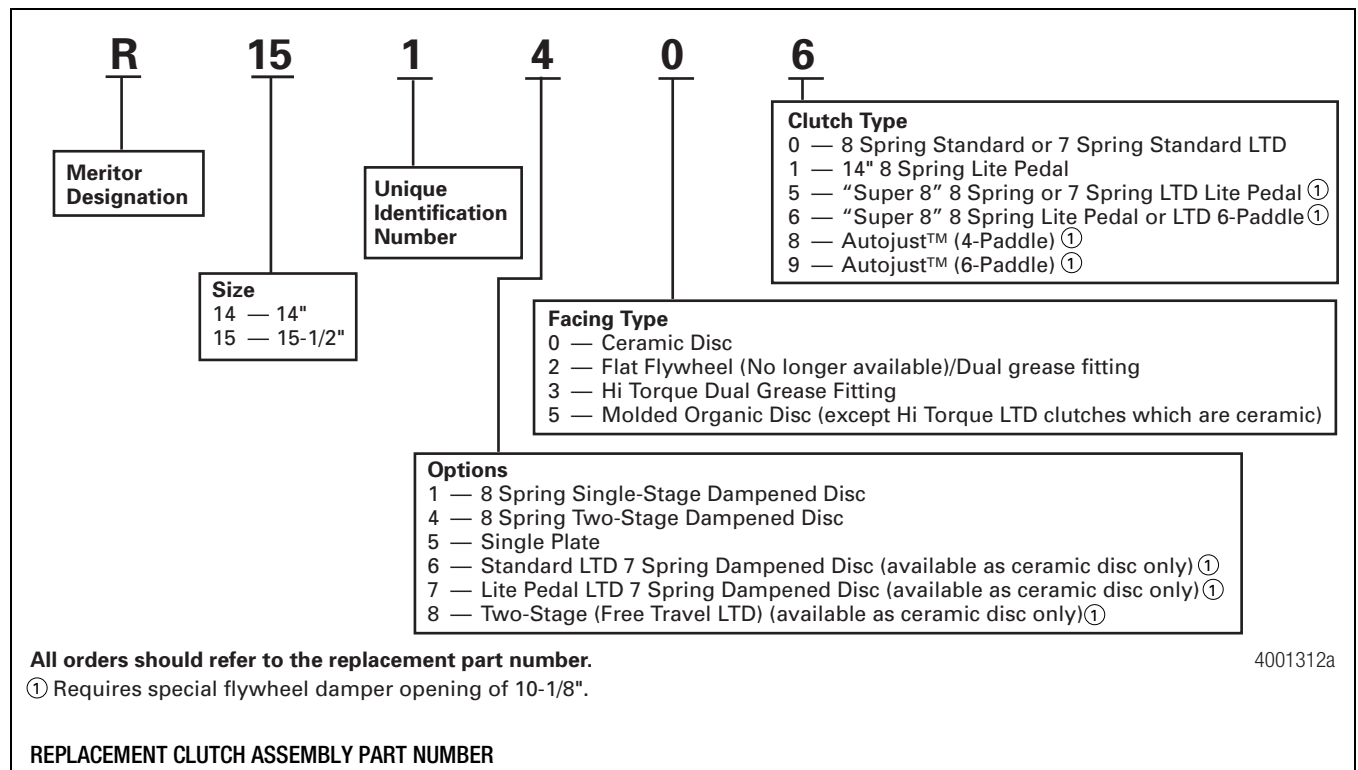 R 15 1 4 0 6
Meritor
Designation
Size
14 — 14"
15 — 15-1/2"
Unique
Identification
Number
Clutch Type
0 — 8 Spring Standard or 7 Spring Standard LTD
1 — 14" 8 Spring Lite Pedal
5 — “Super 8” 8 Spring or 7 Spring LTD Lite Pedal ①
6 — “Super 8” 8 Spring Lite Pedal or LTD 6-Paddle ①
8 — Autojust™ (4-Paddle) ①
9 — Autojust™ (6-Paddle) ①
Facing Type
0 — Ceramic Disc
2 — Flat Flywheel (No longer available)/Dual grease fitting
3 — Hi Torque Dual Grease Fitting
5 — Molded Organic Disc (except Hi Torque LTD clutches which are ceramic)
Options
1 — 8 Spring Single-Stage Dampened Disc
4 — 8 Spring Two-Stage Dampened Disc
5 — Single Plate
6 — Standard LTD 7 Spring Dampened Disc (available as ceramic disc only) ①
7 — Lite Pedal LTD 7 Spring Dampened Disc (available as ceramic disc only) ①
8 — Two-Stage (Free Travel LTD) (available as ceramic disc only) ①
All orders should refer to the replacement part number.
4001312a
① Requires special flywheel damper opening of 10-1/8".
REPLACEMENT CLUTCH ASSEMBLY PART NUMBER